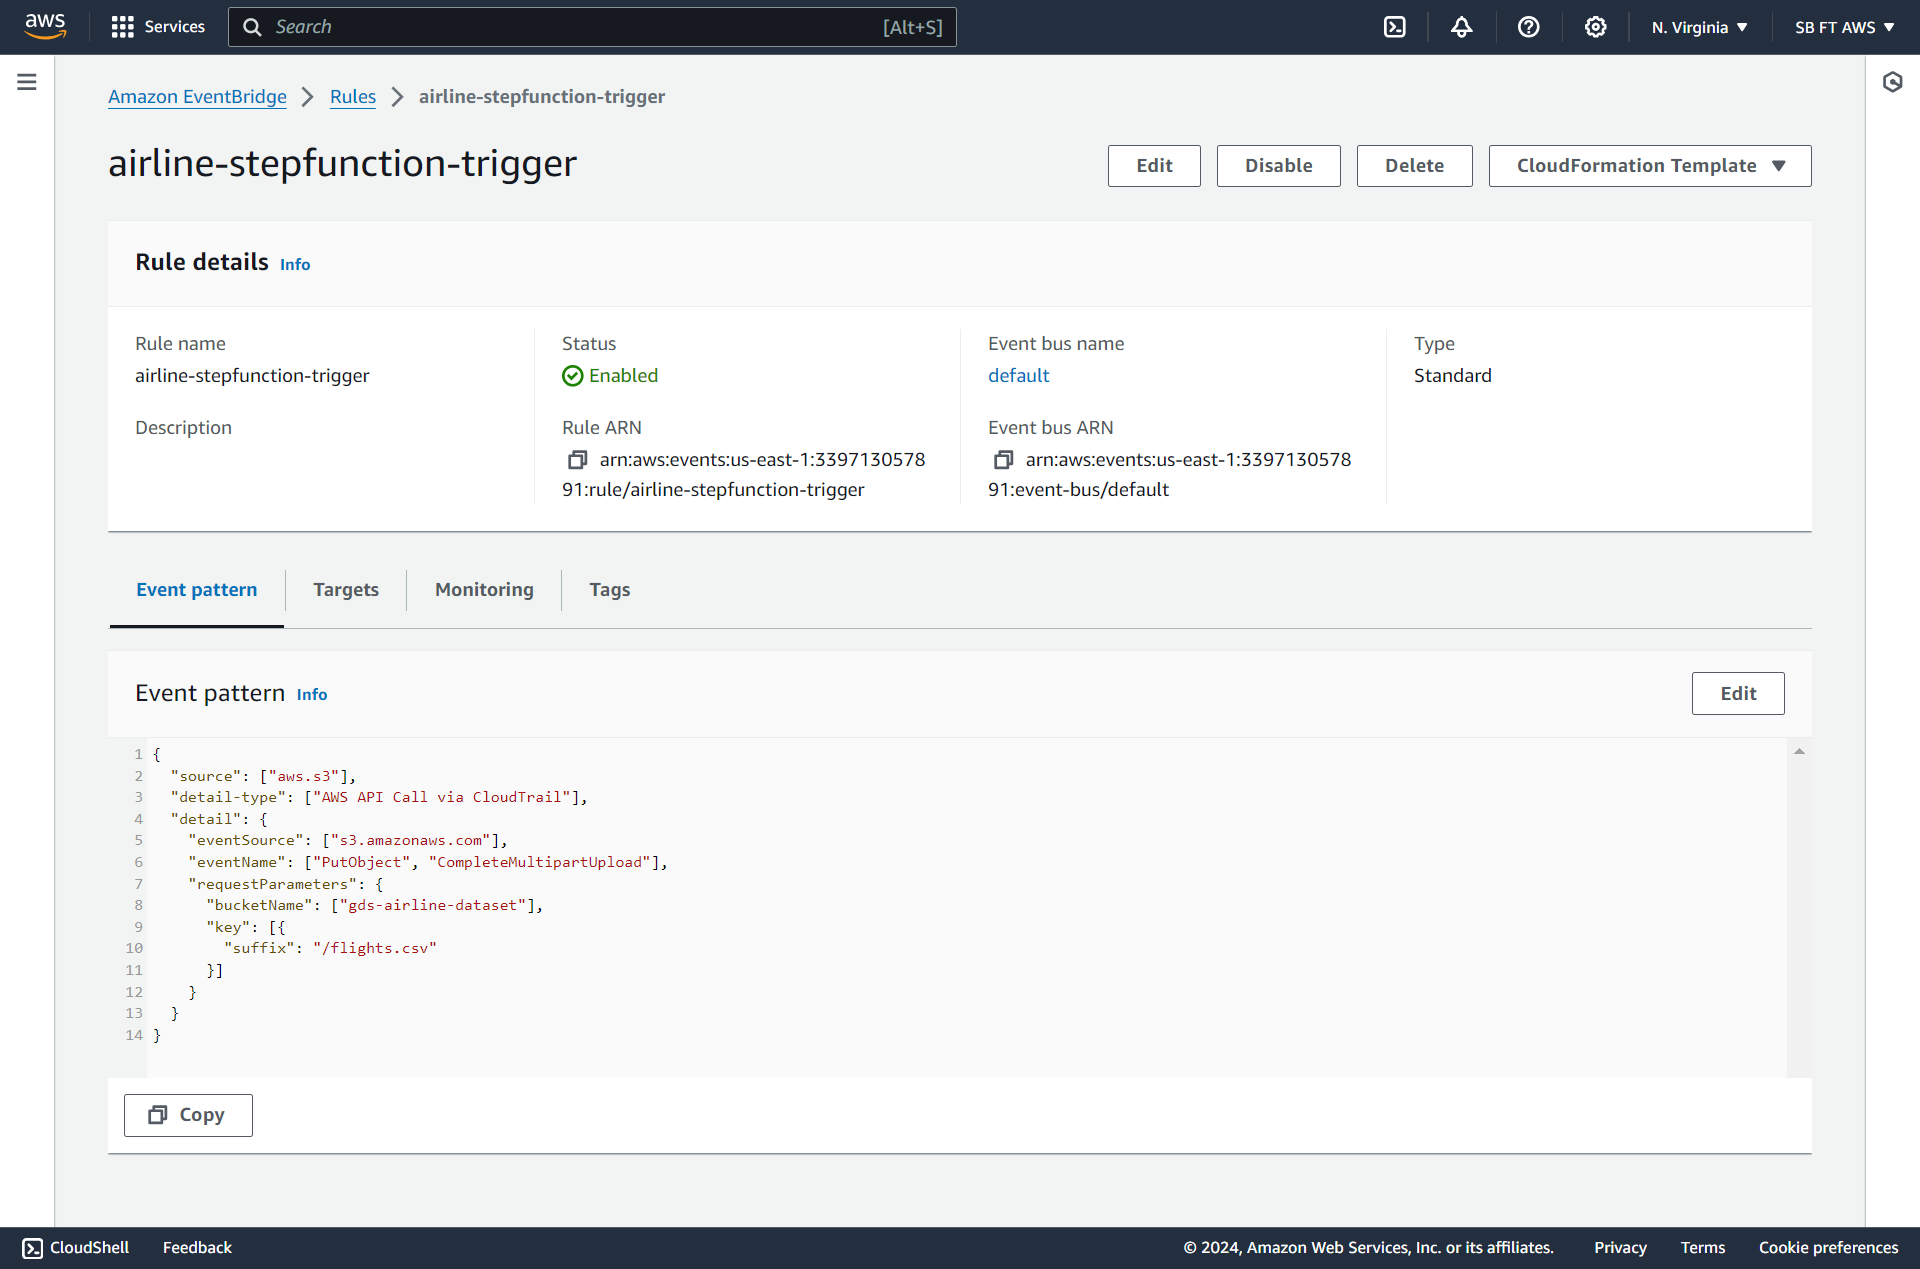 aws
Services
Search
[Alt+S]
N. Virginia
SB FT AWS
Amazon EventBridge
Rules
airline-stepfunction-trigger
airline-stepfunction-trigger
Edit
Disable
Delete
CloudFormation Template
Rule details Info
Rule name
airline-stepfunction-trigger
Description
Status
Enabled
Rule ARN
arn:aws:events:us-east-1:3397130578
91:rule/airline-stepfunction-trigger
Event bus name
default
Event bus ARN
arn:aws:events:us-east-1:3397130578
91:event-bus/default
Type
Standard
Event pattern
Targets
Monitoring
Tags
Event pattern Info
Edit
1 {
2   "source": ["aws.s3"],
3   "detail-type": ["AWS API Call via CloudTrail"],
4   "detail": {
5     "eventSource": ["s3.amazonaws.com"],
6     "eventName": ["PutObject", "CompleteMultipartUpload"],
7     "requestParameters": {
8       "bucketName": ["gds-airline-dataset"],
9       "key": [{
10         "suffix": "/flights.csv"
11       }]
12     }
13   }
14 }
Copy
CloudShell
Feedback
© 2024, Amazon Web Services, Inc. or its affiliates.
Privacy
Terms
Cookie preferences